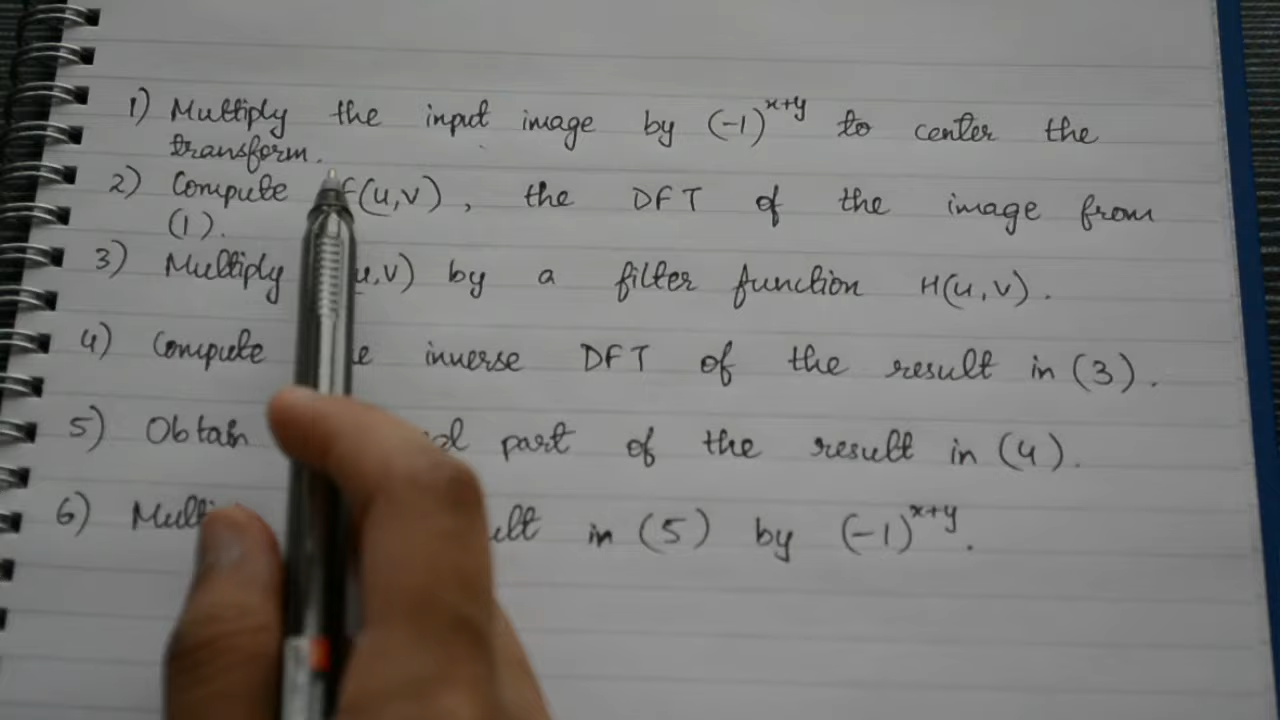 1) Multiply the input image by (-1)^x+y to center the
transform.
2) Compute F(u,v), the DFT of the image from
(1).
3) Multiply u,v) by a filter function H(u,v).
4) Compute inverse DFT of the result in (3).
5) Obtain part of the result in (4).
6) in (5) by (-1)^x+y.